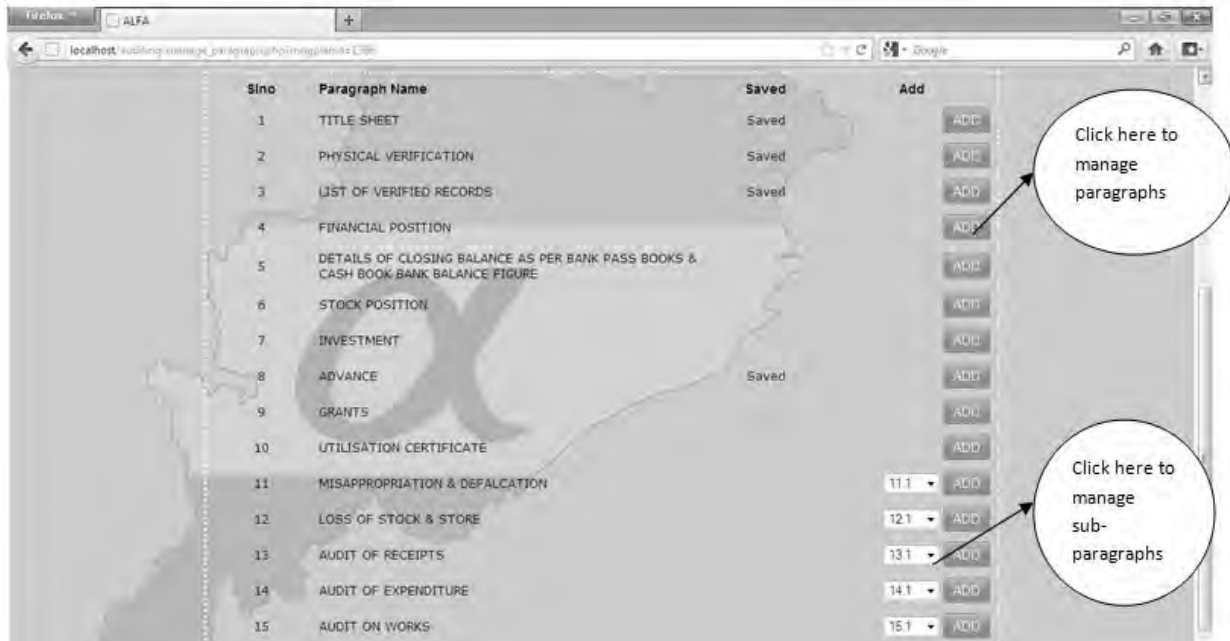 Firefox
ALFA
+
localhost
Google
Slno Paragraph Name Saved Add
1 TITLE SHEET Saved ADD
2 PHYSICAL VERIFICATION Saved ADD
3 LIST OF VERIFIED RECORDS Saved ADD
4 FINANCIAL POSITION ADD
5 DETAILS OF CLOSING BALANCE AS PER BANK PASS BOOKS &
CASH BOOK BANK BALANCE FIGURE ADD
6 STOCK POSITION ADD
7 INVESTMENT ADD
8 ADVANCE Saved ADD
9 GRANTS ADD
10 UTILISATION CERTIFICATE ADD
11 MISAPPROPRIATION & DEFALCATION 11.1 ADD
12 LOSS OF STOCK & STORE 12.1 ADD
13 AUDIT OF RECEIPTS 13.1 ADD
14 AUDIT OF EXPENDITURE 14.1 ADD
15 AUDIT ON WORKS 15.1 ADD
Click here to
manage
paragraphs
Click here to
manage
sub-
paragraphs